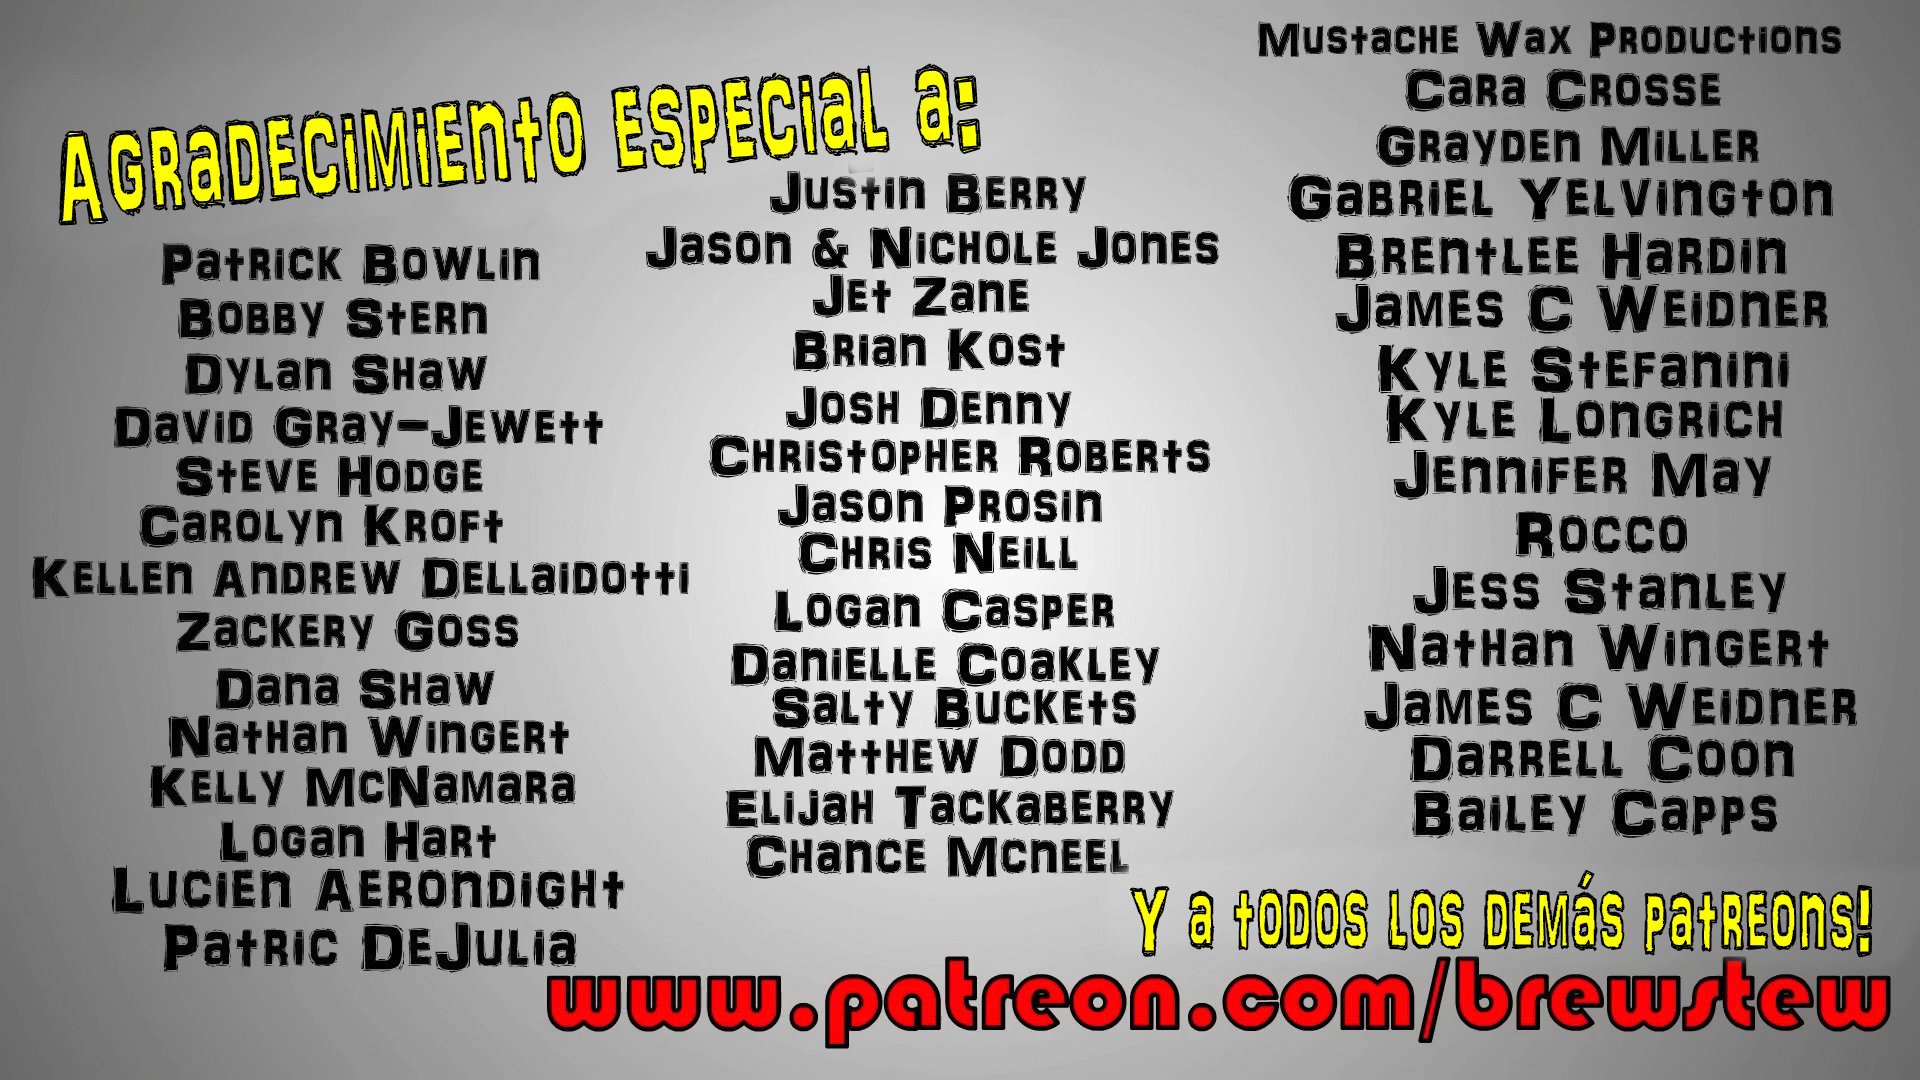 Agradecimiento especial a:
Patrick Bowlin
Bobby Stern
Dylan Shaw
David Gray-Jewett
Steve Hodge
Carolyn Kroft
Kellen Andrew Dellaidotti
Zackery Goss
Dana Shaw
Nathan Wingert
Kelly McNamara
Logan Hart
Lucien Aerondight
Patric DeJulia
Justin Berry
Jason & Nichole Jones
Jet Zane
Brian Kost
Josh Denny
Christopher Roberts
Jason Prosin
Chris Neill
Logan Casper
Danielle Coakley
Salty Buckets
Matthew Dodd
Elijah Tackaberry
Chance Mcneel
Mustache Wax Productions
Cara Crosse
Grayden Miller
Gabriel Yelvington
Brentlee Hardin
James C Weidner
Kyle Stefanini
Kyle Longrich
Jennifer May
Rocco
Jess Stanley
Nathan Wingert
James C Weidner
Darrell Coon
Bailey Capps
Y a todos los demás patreons!
www.patreon.com/brewstew